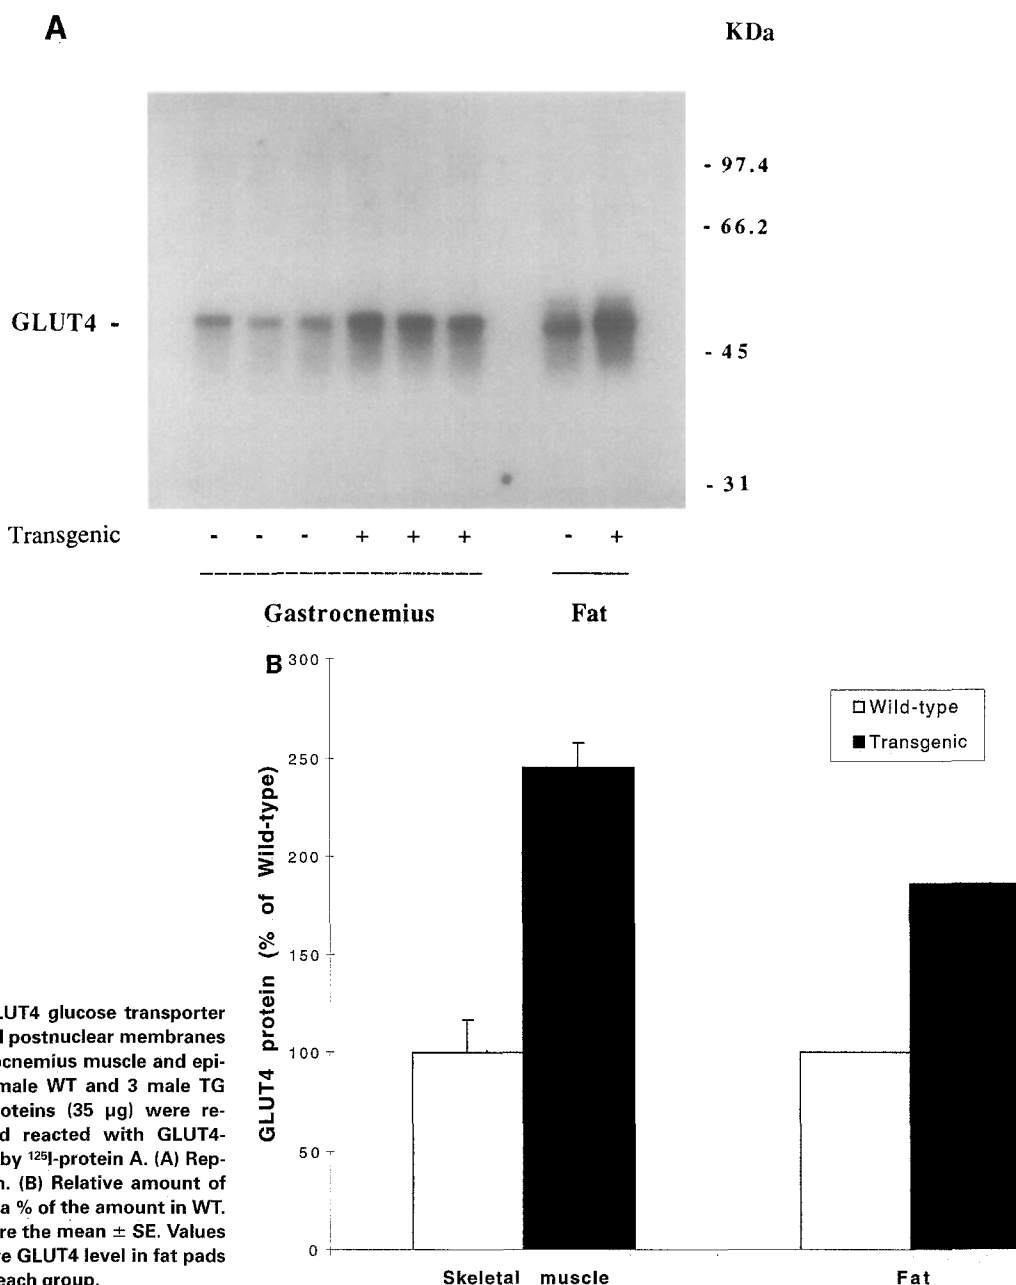 A
KDa
- 97.4
- 66.2
GLUT4 -
- 45
- 31
Transgenic - - - + + + - +
Gastrocnemius Fat
B
300
250
200
150
100
50
0
GLUT4 protein (% of Wild-type)
Wild-type
Transgenic
Skeletal muscle Fat
LUT4 glucose transporter
postnuclear membranes
ocnemius muscle and epi-
male WT and 3 male TG
oteins (35 µg) were re-
d reacted with GLUT4-
by ¹²⁵I-protein A. (A) Rep-
n. (B) Relative amount of
a % of the amount in WT.
re the mean ± SE. Values
e GLUT4 level in fat pads
each group.